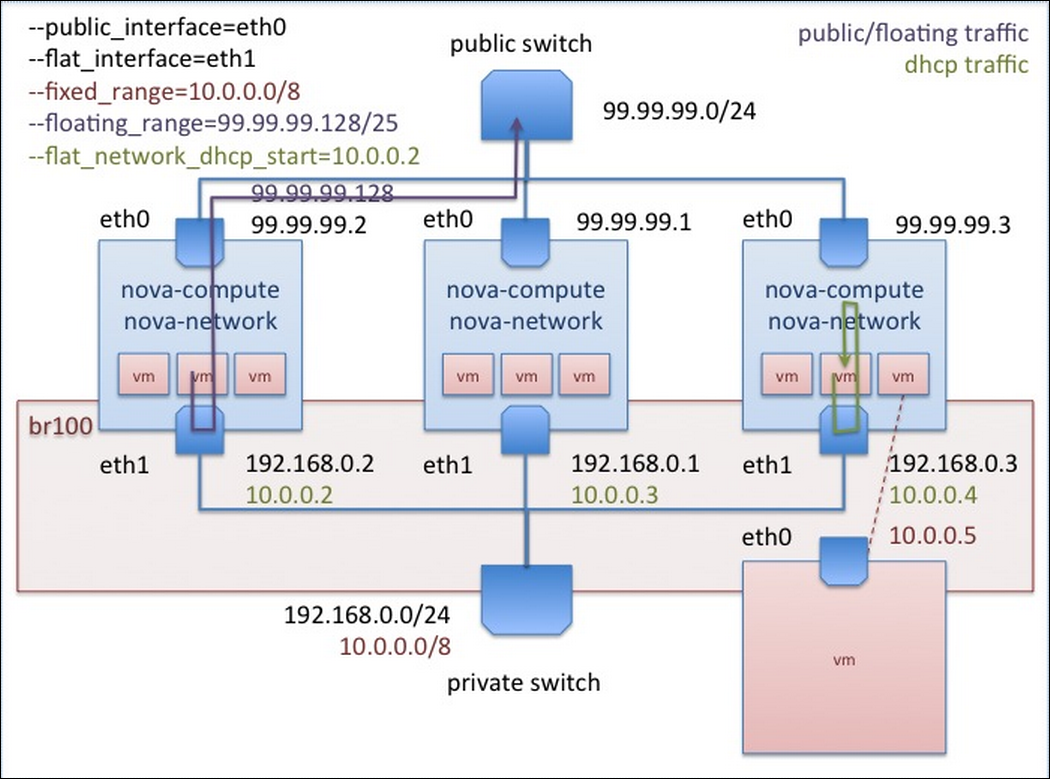 --public_interface=eth0
--flat_interface=eth1
--fixed_range=10.0.0.0/8
--floating_range=99.99.99.128/25
--flat_network_dhcp_start=10.0.0.2
public switch
public/floating traffic
dhcp traffic
99.99.99.0/24
99.99.99.128
eth0
99.99.99.2
eth0
99.99.99.1
eth0
99.99.99.3
nova-compute
nova-network
nova-compute
nova-network
nova-compute
nova-network
vm vm vm
vm vm vm
vm vm vm
br100
eth1
192.168.0.2
10.0.0.2
eth1
192.168.0.1
10.0.0.3
eth1
192.168.0.3
10.0.0.4
eth0
10.0.0.5
192.168.0.0/24
10.0.0.0/8
private switch
vm